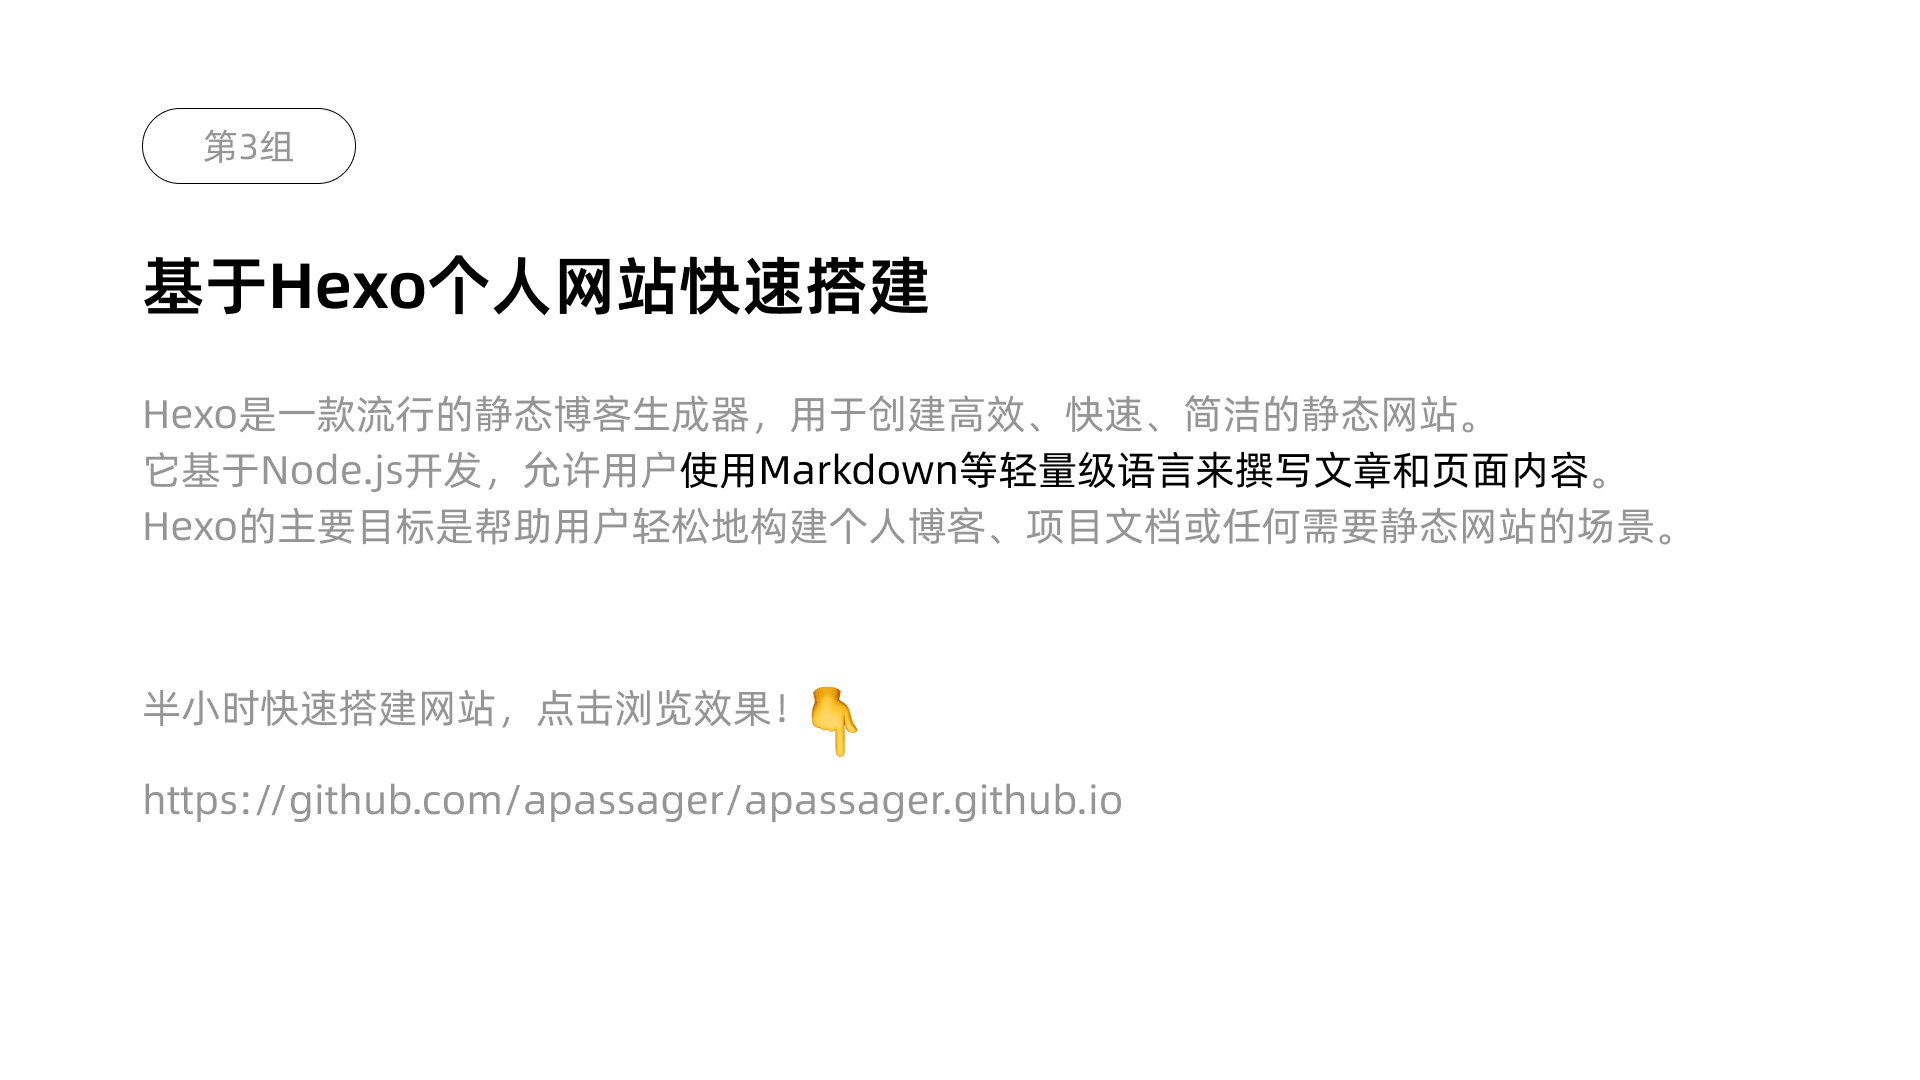 第3组
基于Hexo个人网站快速搭建
Hexo是一款流行的静态博客生成器，用于创建高效、快速、简洁的静态网站。
它基于Node.js开发，允许用户使用Markdown等轻量级语言来撰写文章和页面内容。
Hexo的主要目标是帮助用户轻松地构建个人博客、项目文档或任何需要静态网站的场景。
半小时快速搭建网站，点击浏览效果！👇
https://github.com/apassager/apassager.github.io